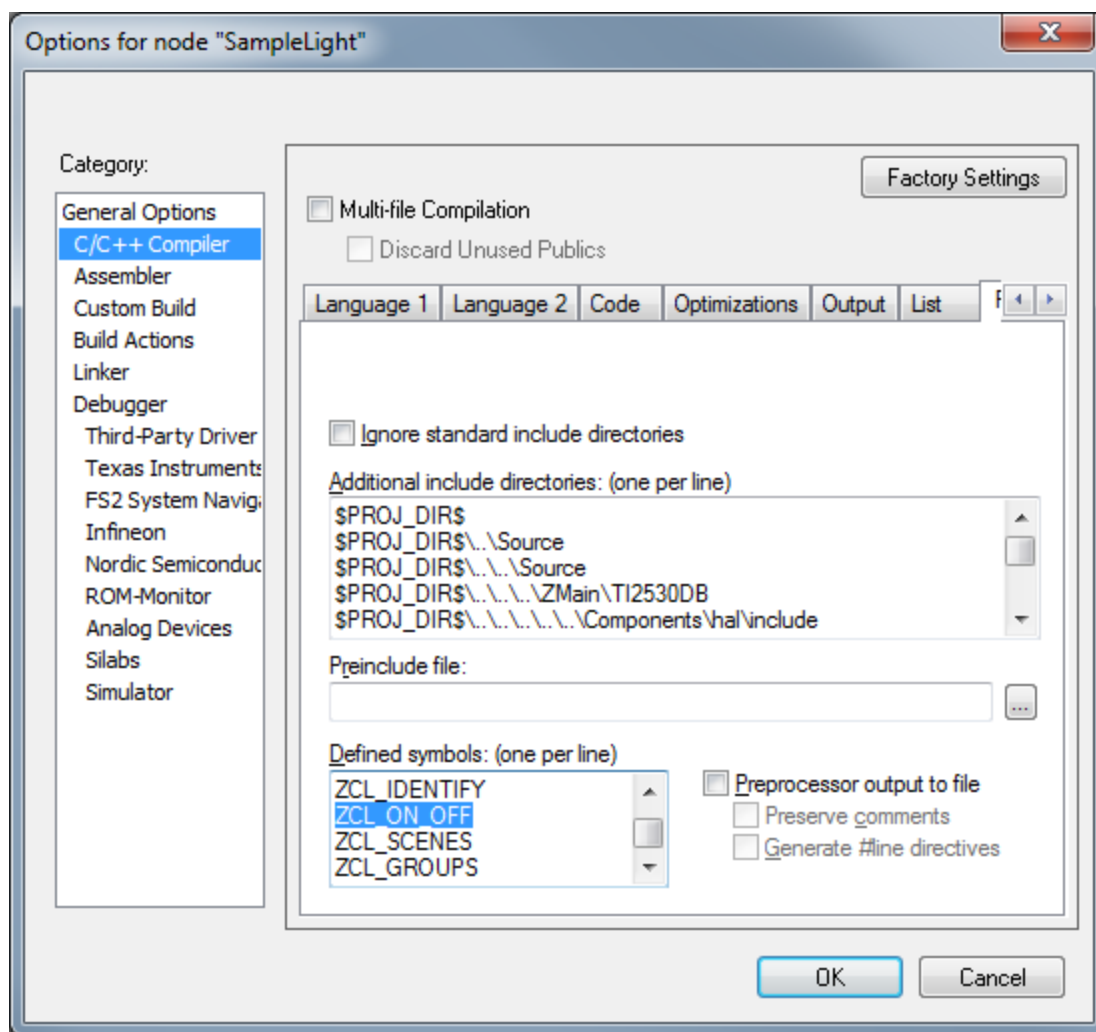 Options for node "SampleLight"
Category:
General Options
C/C++ Compiler
Assembler
Custom Build
Build Actions
Linker
Debugger
Third-Party Driver
Texas Instruments
FS2 System Naviga
Infineon
Nordic Semiconduc
ROM-Monitor
Analog Devices
Silabs
Simulator
Factory Settings
Multi-file Compilation
Discard Unused Publics
Language 1 Language 2 Code Optimizations Output List
Ignore standard include directories
Additional include directories: (one per line)
$PROJ_DIR$
$PROJ_DIR$\..\Source
$PROJ_DIR$\..\..\Source
$PROJ_DIR$\..\..\..\ZMain\TI2530DB
$PROJ_DIR$\..\..\..\..\..\Components\hal\include
Preinclude file:
...
Defined symbols: (one per line)
ZCL_IDENTIFY
ZCL_ON_OFF
ZCL_SCENES
ZCL_GROUPS
Preprocessor output to file
Preserve comments
Generate #line directives
OK Cancel